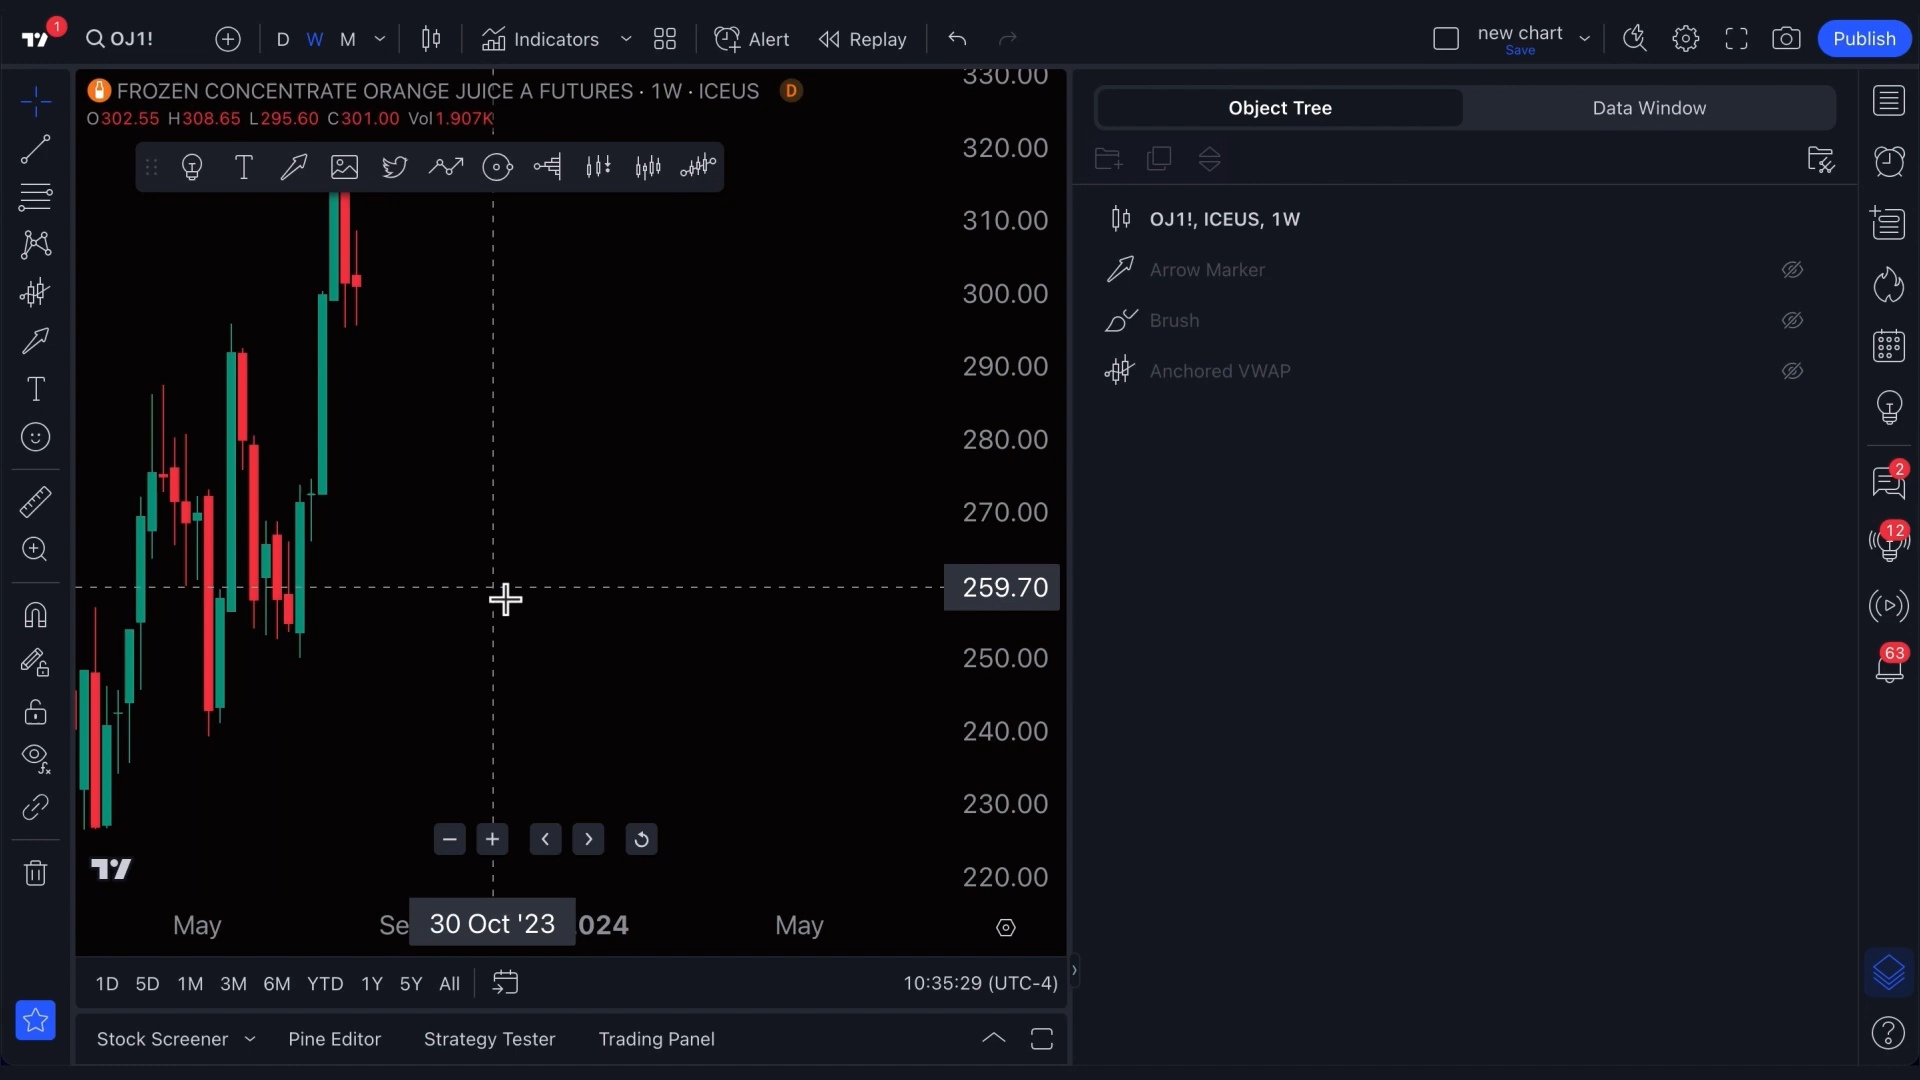 1
OJ1!
D W M
Indicators
Alert
Replay
new chart
Save
Publish
FROZEN CONCENTRATE ORANGE JUICE A FUTURES · 1W · ICEUS D
O302.55 H308.65 L295.60 C301.00 Vol1.907K
330.00
320.00
310.00
300.00
290.00
280.00
270.00
259.70
250.00
240.00
230.00
220.00
May Se 30 Oct '23 024 May
1D 5D 1M 3M 6M YTD 1Y 5Y All
10:35:29 (UTC-4)
Stock Screener
Pine Editor
Strategy Tester
Trading Panel
Object Tree
Data Window
OJ1!, ICEUS, 1W
Arrow Marker
Brush
Anchored VWAP
2
12
63